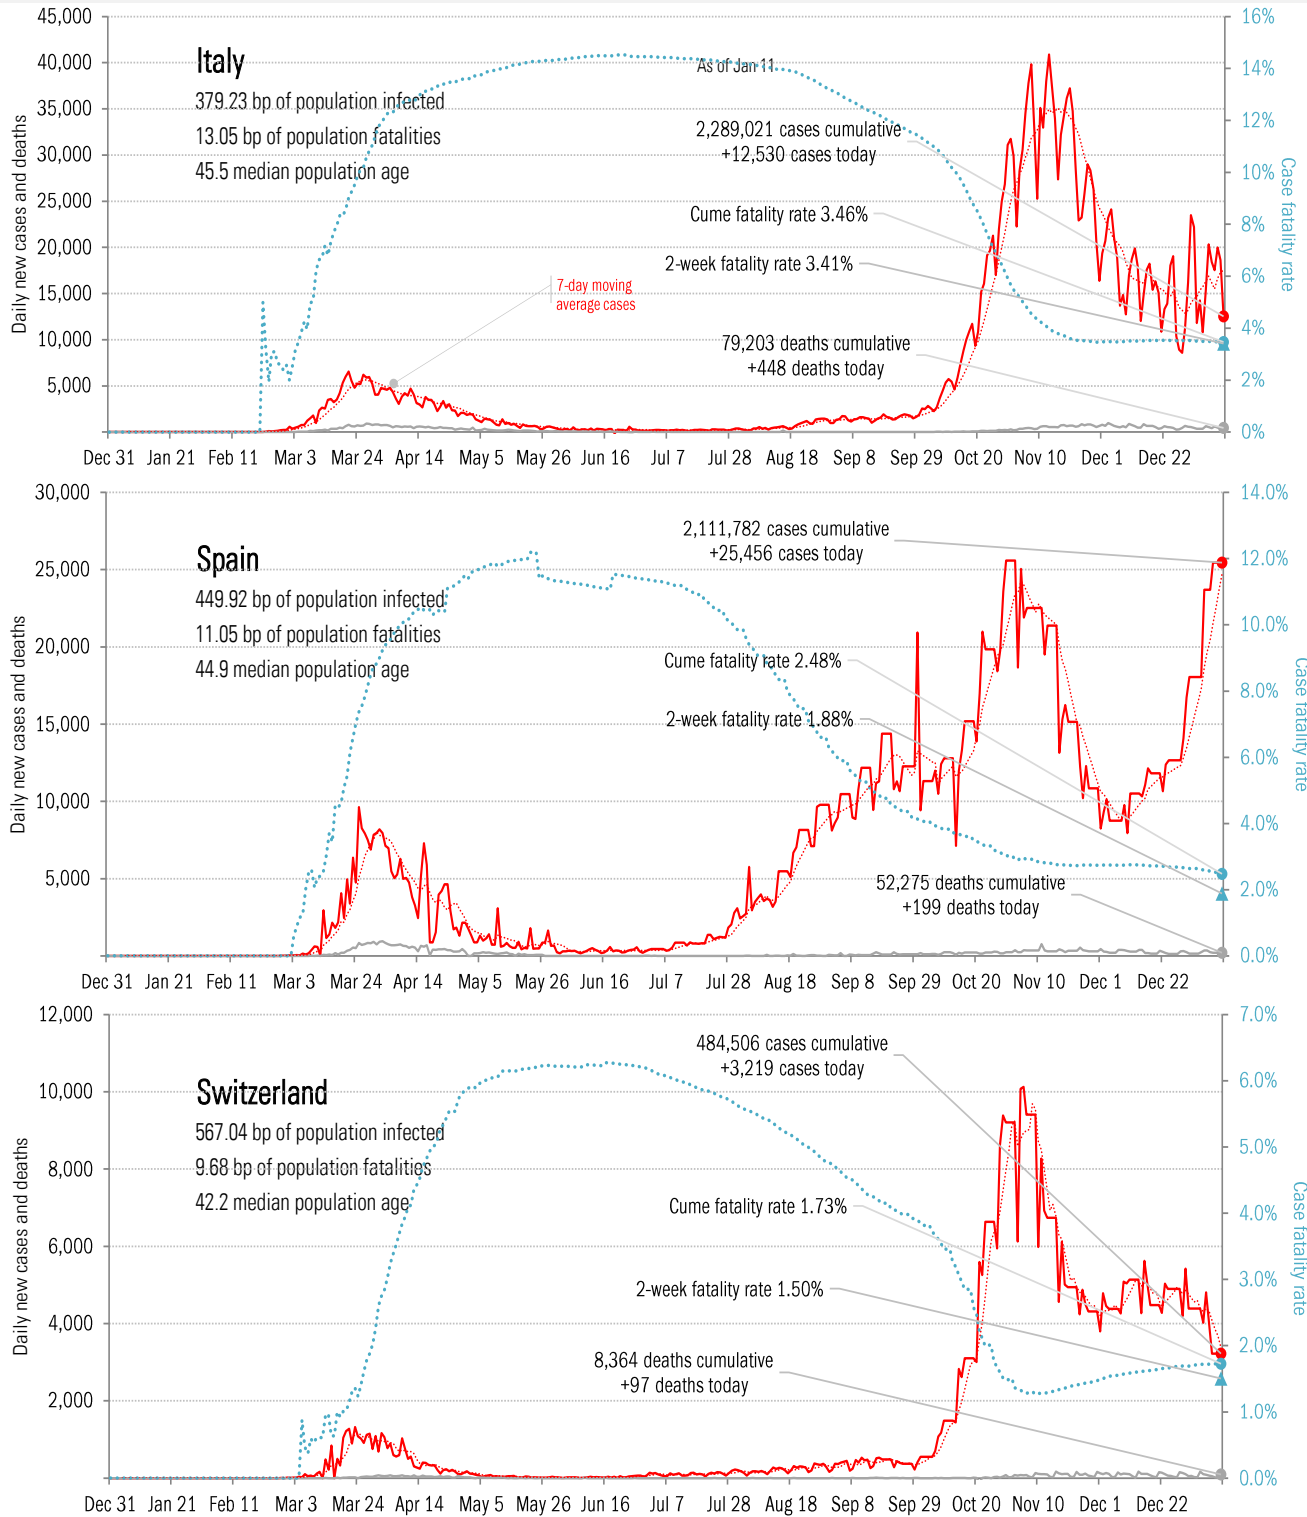 45,000
40,000
35,000
30,000
25,000
20,000
15,000
10,000
5,000
Daily new cases and deaths
16%
14%
12%
10%
8%
6%
4%
2%
0%
Case fatality rate
Italy
379.23 bp of population infected
13.05 bp of population fatalities
45.5 median population age
As of Jan 11
2,289,021 cases cumulative
+12,530 cases today
Cume fatality rate 3.46%
2-week fatality rate 3.41%
7-day moving
average cases
79,203 deaths cumulative
+448 deaths today
Dec 31 Jan 21 Feb 11 Mar 3 Mar 24 Apr 14 May 5 May 26 Jun 16 Jul 7 Jul 28 Aug 18 Sep 8 Sep 29 Oct 20 Nov 10 Dec 1 Dec 22
30,000
25,000
20,000
15,000
10,000
5,000
Daily new cases and deaths
14.0%
12.0%
10.0%
8.0%
6.0%
4.0%
2.0%
0.0%
Case fatality rate
Spain
449.92 bp of population infected
11.05 bp of population fatalities
44.9 median population age
2,111,782 cases cumulative
+25,456 cases today
Cume fatality rate 2.48%
2-week fatality rate 1.88%
52,275 deaths cumulative
+199 deaths today
Dec 31 Jan 21 Feb 11 Mar 3 Mar 24 Apr 14 May 5 May 26 Jun 16 Jul 7 Jul 28 Aug 18 Sep 8 Sep 29 Oct 20 Nov 10 Dec 1 Dec 22
12,000
10,000
8,000
6,000
4,000
2,000
Daily new cases and deaths
7.0%
6.0%
5.0%
4.0%
3.0%
2.0%
1.0%
0.0%
Case fatality rate
Switzerland
567.04 bp of population infected
9.68 bp of population fatalities
42.2 median population age
484,506 cases cumulative
+3,219 cases today
Cume fatality rate 1.73%
2-week fatality rate 1.50%
8,364 deaths cumulative
+97 deaths today
Dec 31 Jan 21 Feb 11 Mar 3 Mar 24 Apr 14 May 5 May 26 Jun 16 Jul 7 Jul 28 Aug 18 Sep 8 Sep 29 Oct 20 Nov 10 Dec 1 Dec 22